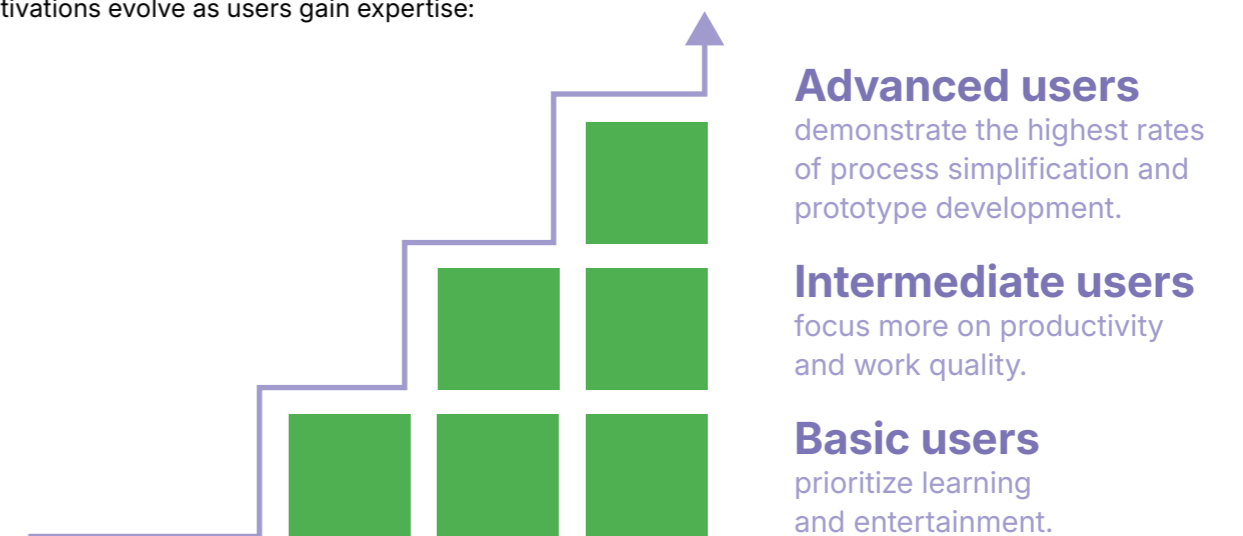 tivations evolve as users gain expertise:
Advanced users
demonstrate the highest rates
of process simplification and
prototype development.
Intermediate users
focus more on productivity
and work quality.
Basic users
prioritize learning
and entertainment.